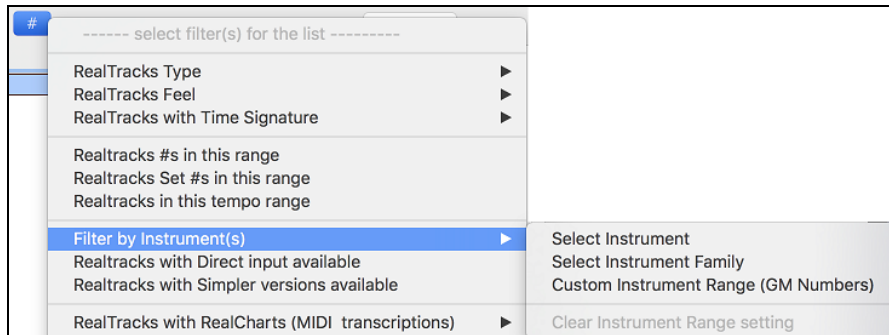 #
------ select filter(s) for the list ---------
RealTracks Type
RealTracks Feel
RealTracks with Time Signature
Realtracks #s in this range
Realtracks Set #s in this range
Realtracks in this tempo range
Filter by Instrument(s)
Realtracks with Direct input available
Realtracks with Simpler versions available
RealTracks with RealCharts (MIDI  transcriptions)
Select Instrument
Select Instrument Family
Custom Instrument Range (GM Numbers)
Clear Instrument Range setting